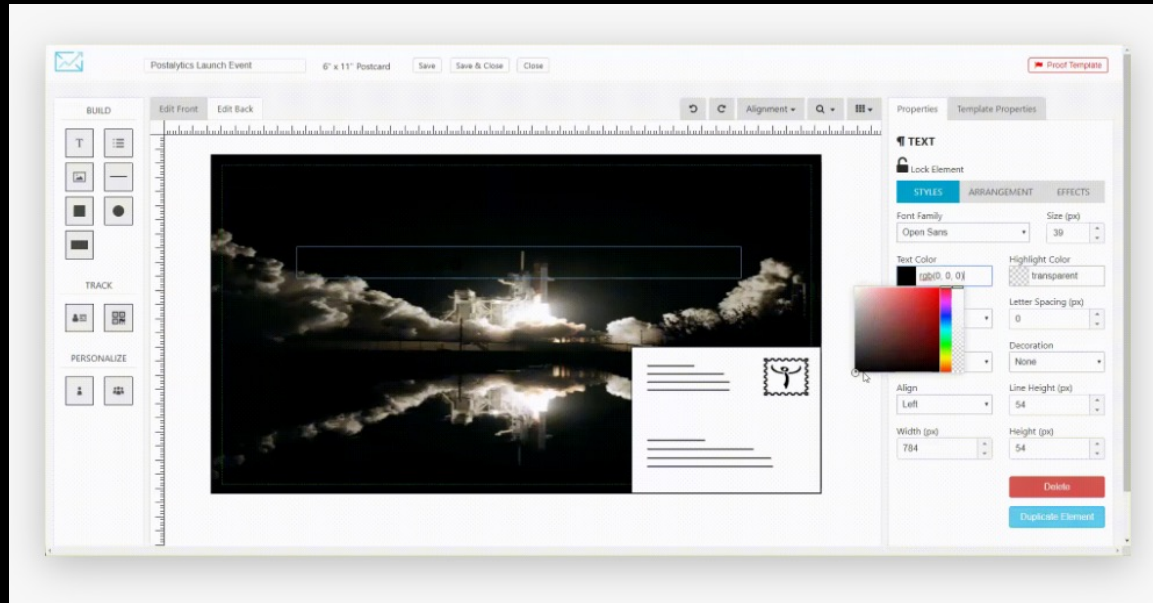 Postalytics Launch Event
6" x 11" Postcard
Save
Save & Close
Close
Proof Template
BUILD
Edit Front
Edit Back
Alignment
Properties
Template Properties
T
¶ TEXT
Lock Element
STYLES
ARRANGEMENT
EFFECTS
Font Family
Size (px)
Open Sans
39
Text Color
Highlight Color
rgb(0, 0, 0)
transparent
TRACK
Letter Spacing (px)
0
Decoration
None
PERSONALIZE
Align
Line Height (px)
Left
54
Width (px)
Height (px)
784
54
Delete
Duplicate Element